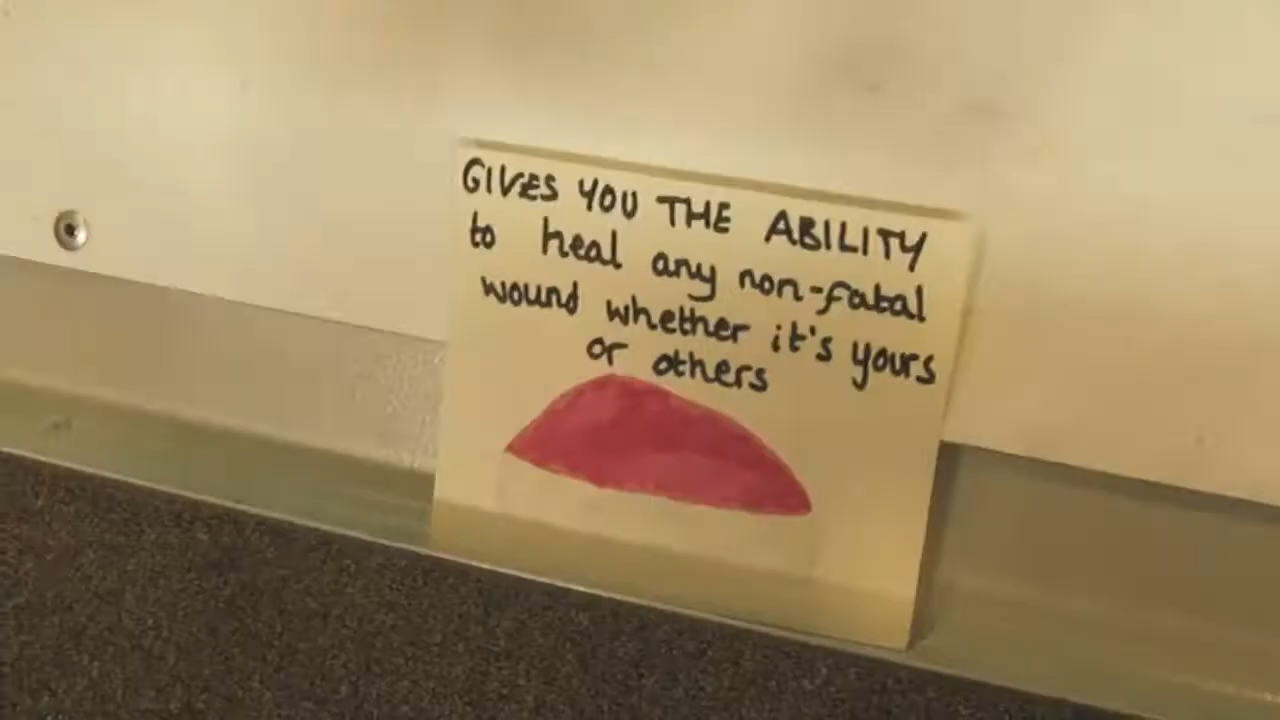 GIVES YOU THE ABILITY
to heal any non-fatal
wound whether it's yours
or others